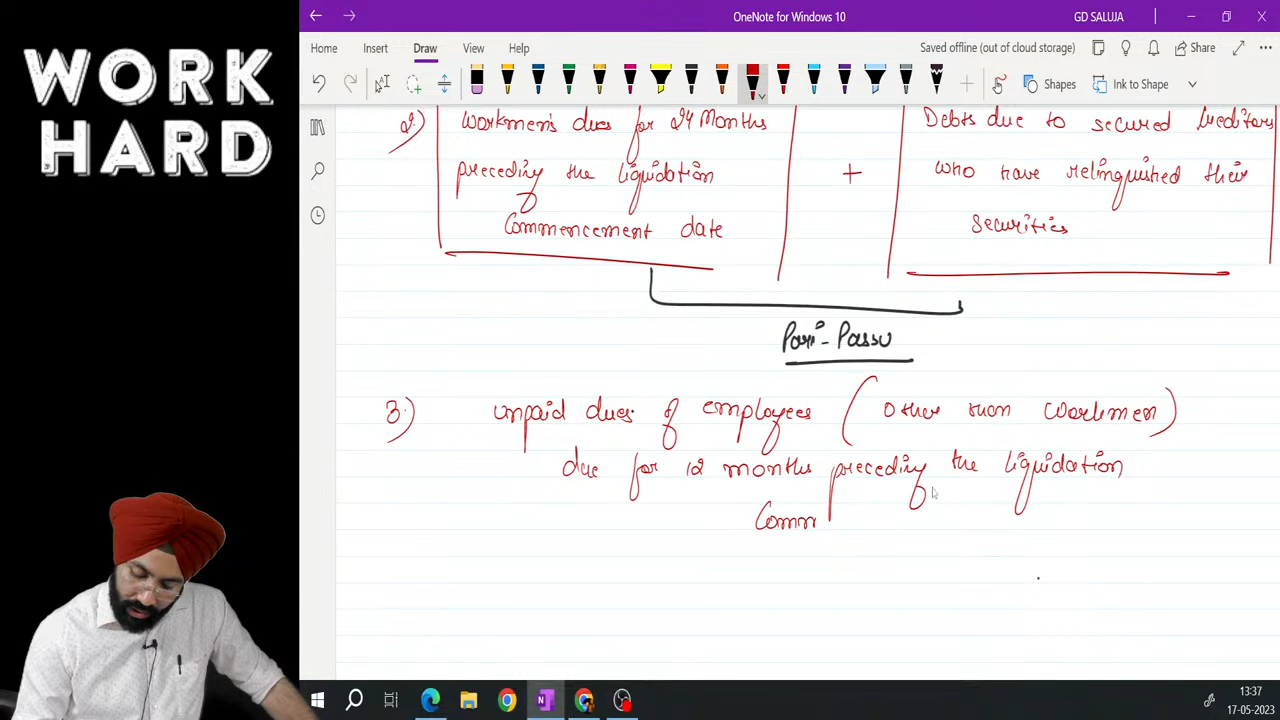 WORK
HARD
OneNote for Windows 10
GD SALUJA
Home Insert Draw View Help
Saved offline (out of cloud storage)
Share
Shapes
Ink to Shape
2.) Workmen's dues for 24 Months
preceding the liquidation
Commencement date
+
Debts due to secured Creditors
who have relinquished their
Securities
Pari-Passu
3.) unpaid dues of employees (other than workmen)
due for 12 months preceding the liquidation
Comm
13:37
17-05-2023